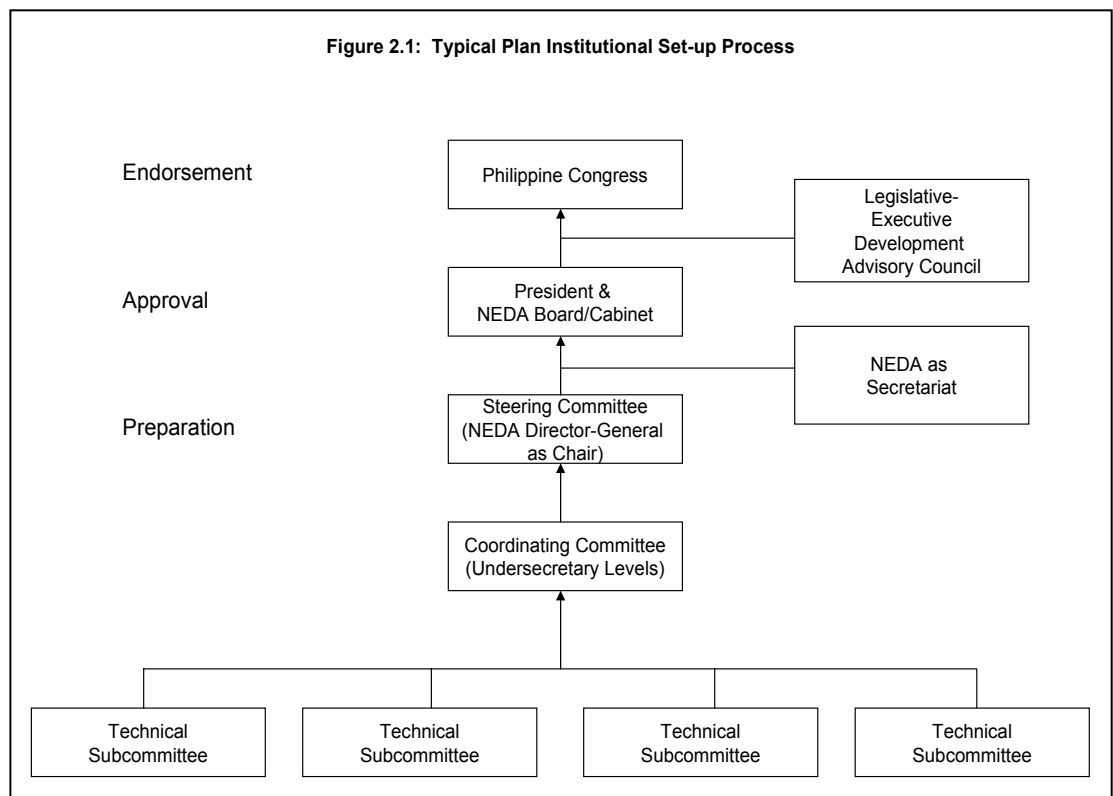 Figure 2.1: Typical Plan Institutional Set-up Process
Endorsement
Philippine Congress
Legislative-
Executive
Development
Advisory Council
Approval
President &
NEDA Board/Cabinet
NEDA as
Secretariat
Preparation
Steering Committee
(NEDA Director-General
as Chair)
Coordinating Committee
(Undersecretary Levels)
Technical
Subcommittee
Technical
Subcommittee
Technical
Subcommittee
Technical
Subcommittee